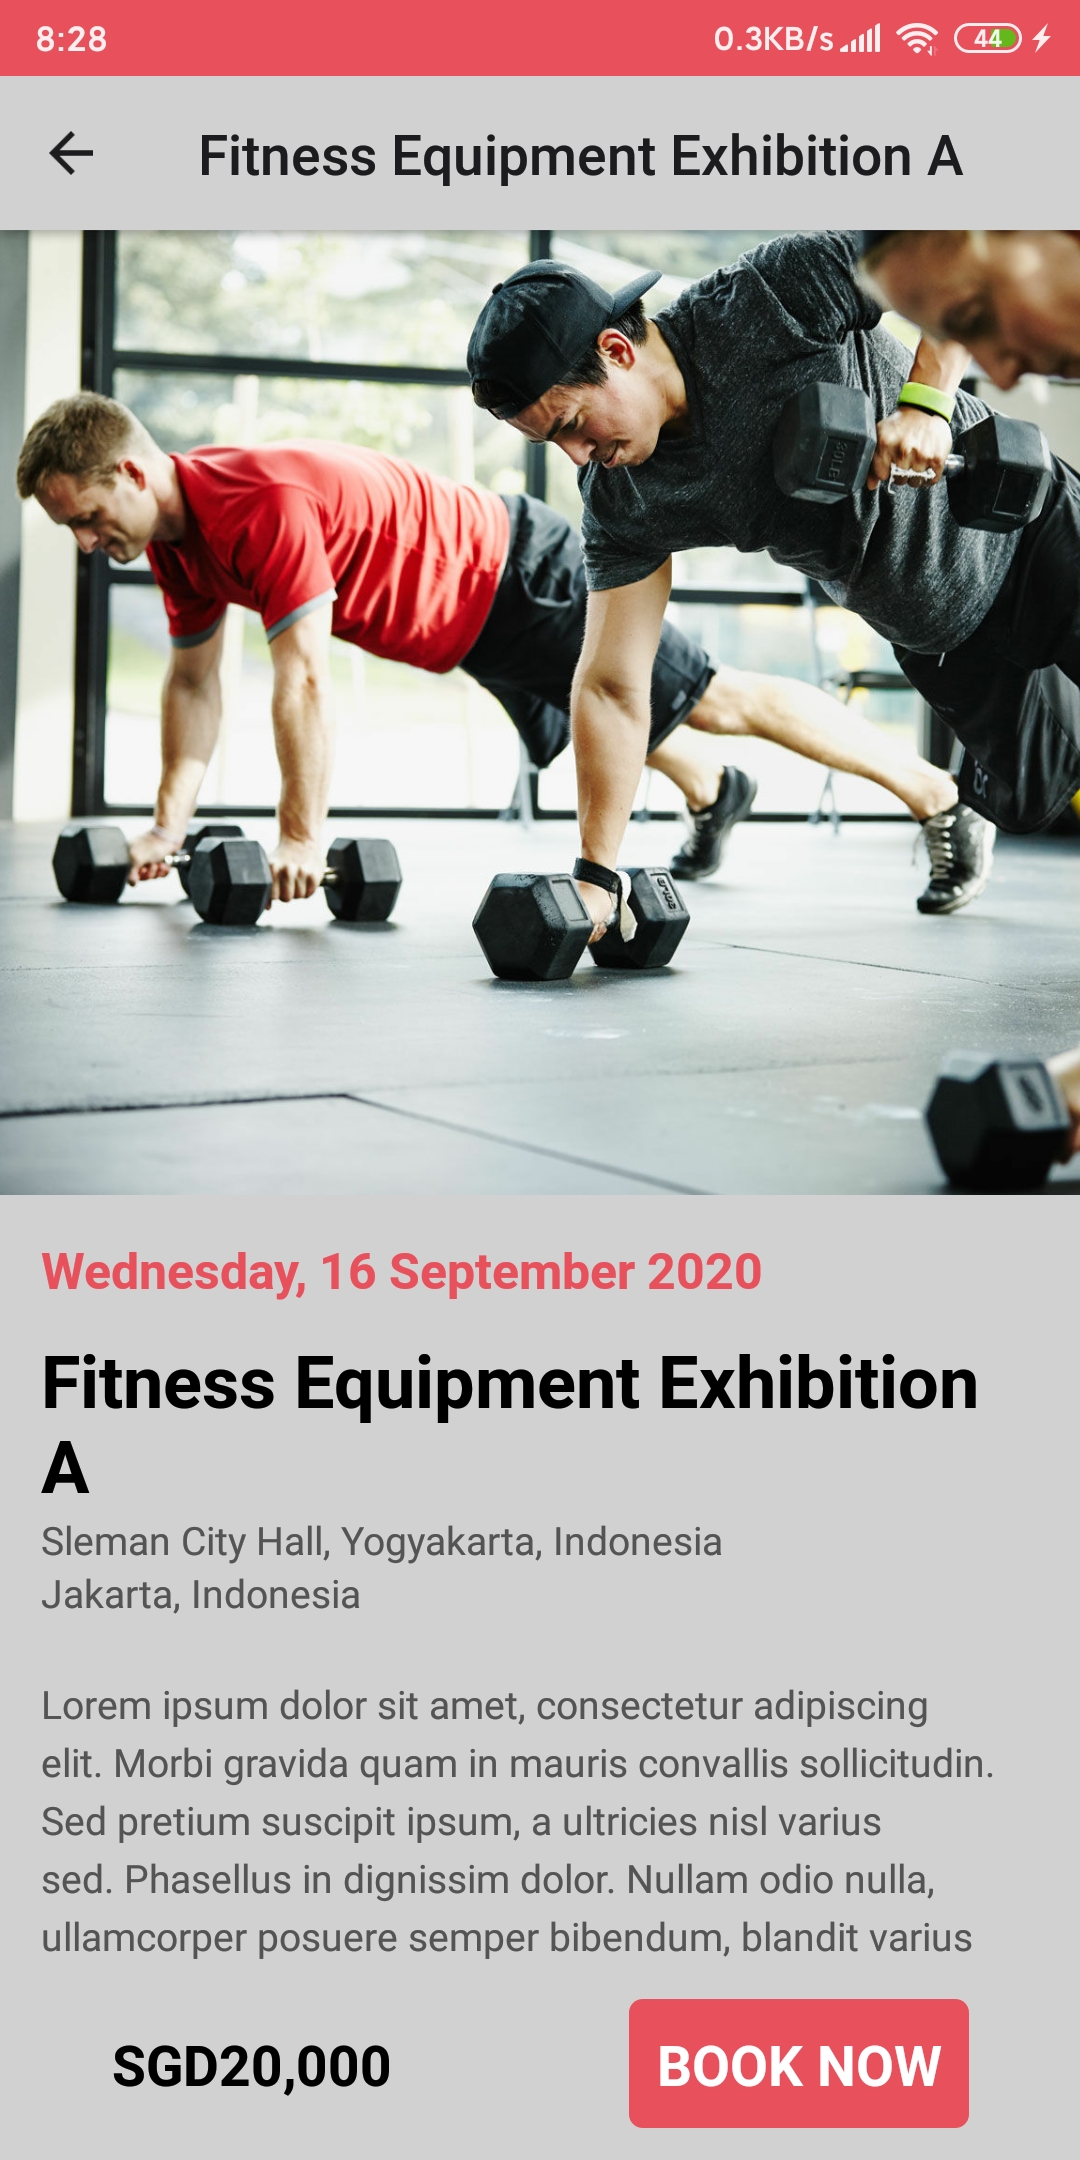 8:28
0.3KB/s
44
Fitness Equipment Exhibition A
Wednesday, 16 September 2020
Fitness Equipment Exhibition
A
Sleman City Hall, Yogyakarta, Indonesia
Jakarta, Indonesia
Lorem ipsum dolor sit amet, consectetur adipiscing
elit. Morbi gravida quam in mauris convallis sollicitudin.
Sed pretium suscipit ipsum, a ultricies nisl varius
sed. Phasellus in dignissim dolor. Nullam odio nulla,
ullamcorper posuere semper bibendum, blandit varius
SGD20,000
BOOK NOW